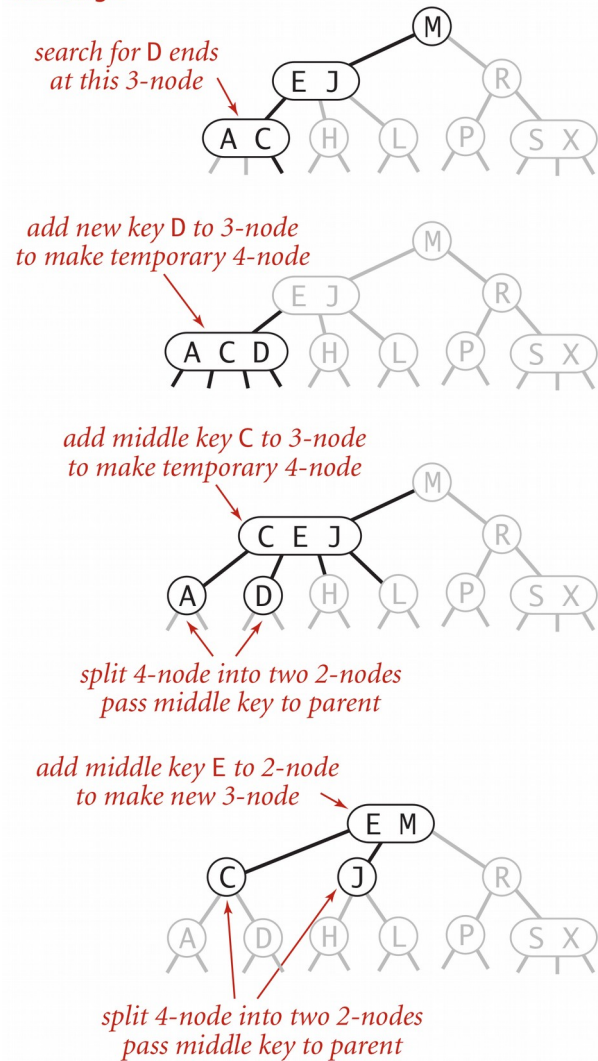 M
search for D ends
at this 3-node
E J
R
A C
H
L
P
S X
add new key D to 3-node
to make temporary 4-node
M
E J
R
A C D
H
L
P
S X
add middle key C to 3-node
to make temporary 4-node
M
C E J
R
A
D
H
L
P
S X
split 4-node into two 2-nodes
pass middle key to parent
add middle key E to 2-node
to make new 3-node
E M
C
J
R
A
D
H
L
P
S X
split 4-node into two 2-nodes
pass middle key to parent